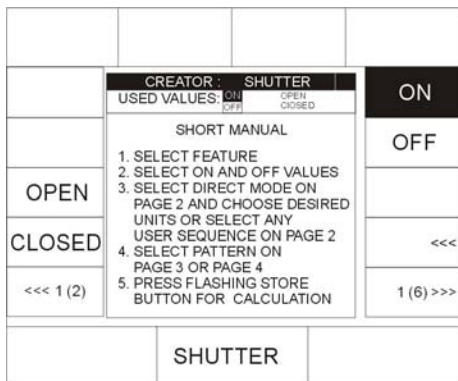 CREATOR : SHUTTER
USED VALUES: ON OPEN
OFF CLOSED
SHORT MANUAL
1. SELECT FEATURE
2. SELECT ON AND OFF VALUES
3. SELECT DIRECT MODE ON
PAGE 2 AND CHOOSE DESIRED
UNITS OR SELECT ANY
USER SEQUENCE ON PAGE 2
4. SELECT PATTERN ON
PAGE 3 OR PAGE 4
5. PRESS FLASHING STORE
BUTTON FOR CALCULATION
OPEN
CLOSED
<<< 1 (2)
ON
OFF
<<<
1 (6) >>>
SHUTTER